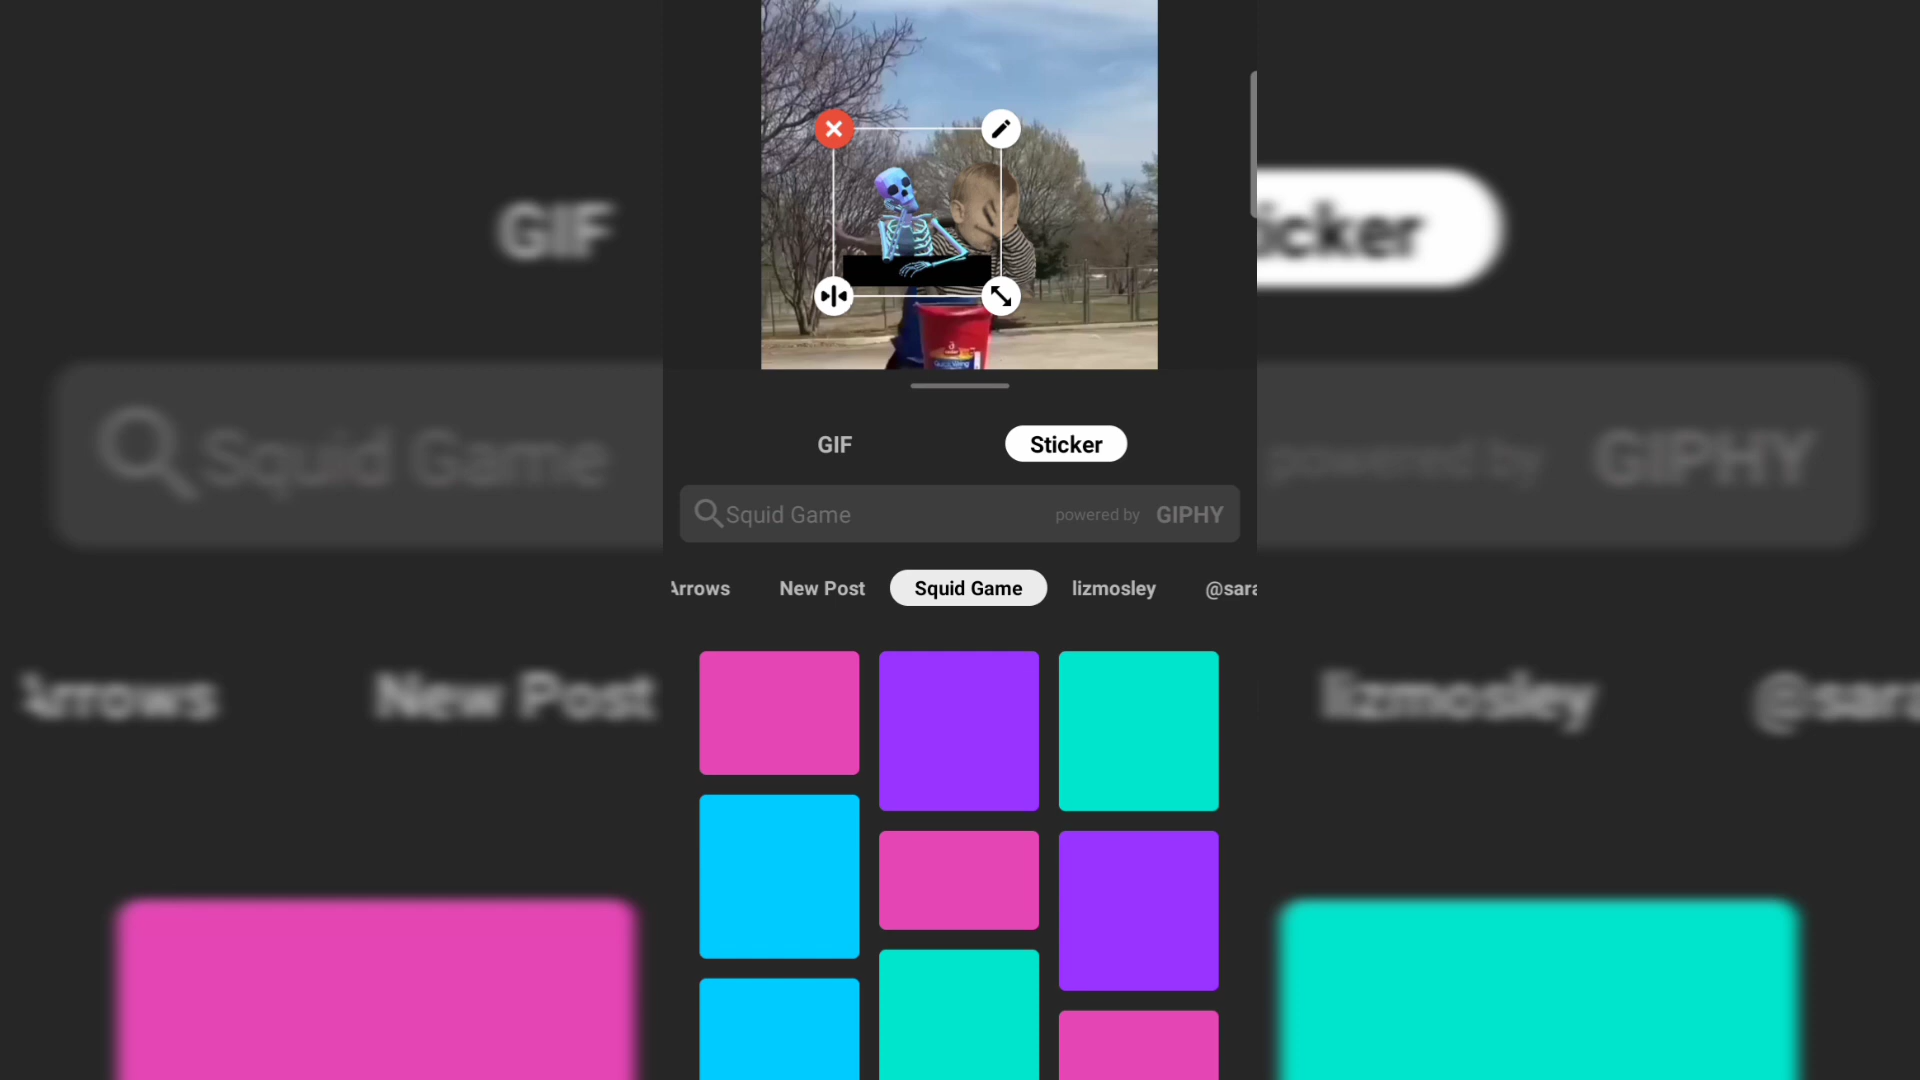 GIF Sticker
Squid Game powered by GIPHY
Arrows New Post Squid Game lizmosley @sara